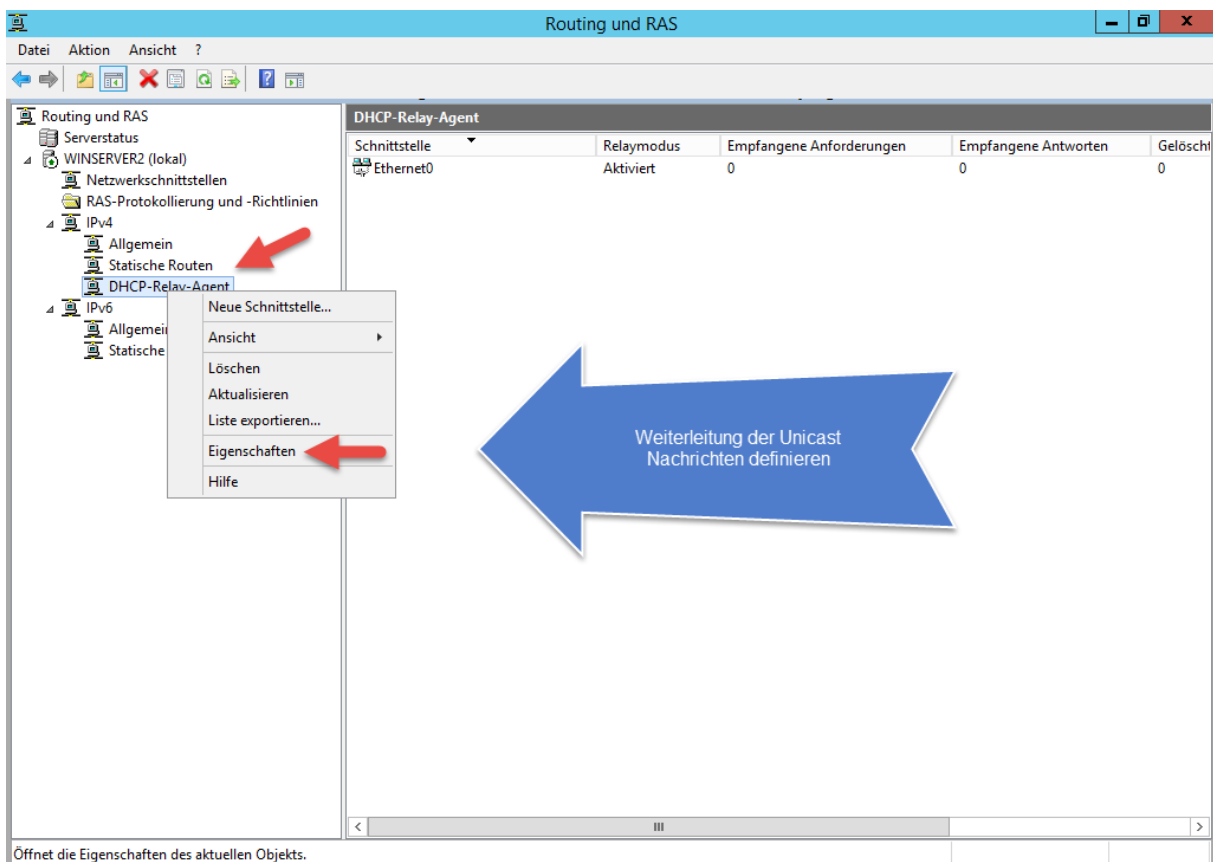 Routing und RAS
Datei Aktion Ansicht ?
Routing und RAS
Serverstatus
WINSERVER2 (lokal)
Netzwerkschnittstellen
RAS-Protokollierung und -Richtlinien
IPv4
Allgemein
Statische Routen
DHCP-Relay-Agent
IPv6
Allgemei
Statische
DHCP-Relay-Agent
Schnittstelle Relaymodus Empfangene Anforderungen Empfangene Antworten Gelöscht
Ethernet0 Aktiviert 0 0 0
Neue Schnittstelle...
Ansicht
Löschen
Aktualisieren
Liste exportieren...
Eigenschaften
Hilfe
Weiterleitung der Unicast
Nachrichten definieren
Öffnet die Eigenschaften des aktuellen Objekts.